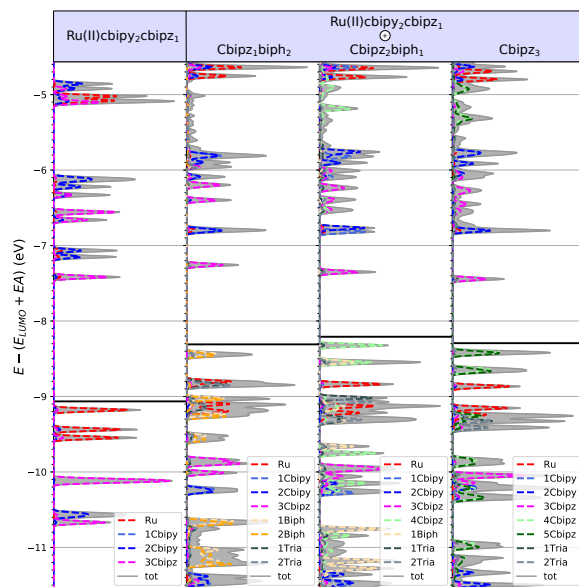 Ru(II)cbipy₂cbipz₁
Ru(II)cbipy₂cbipz₁
⊕
Cbipz₁biph₂
Cbipz₂biph₁
Cbipz₃
E − (E_LUMO + EA) (eV)
−5
−6
−7
−8
−9
−10
−11
Ru
1Cbipy
2Cbipy
3Cbipz
tot
Ru
1Cbipy
2Cbipy
3Cbipz
1Biph
2Biph
1Tria
2Tria
tot
Ru
1Cbipy
2Cbipy
3Cbipz
4Cbipz
1Biph
1Tria
2Tria
tot
Ru
1Cbipy
2Cbipy
3Cbipz
4Cbipz
5Cbipz
1Tria
2Tria
tot